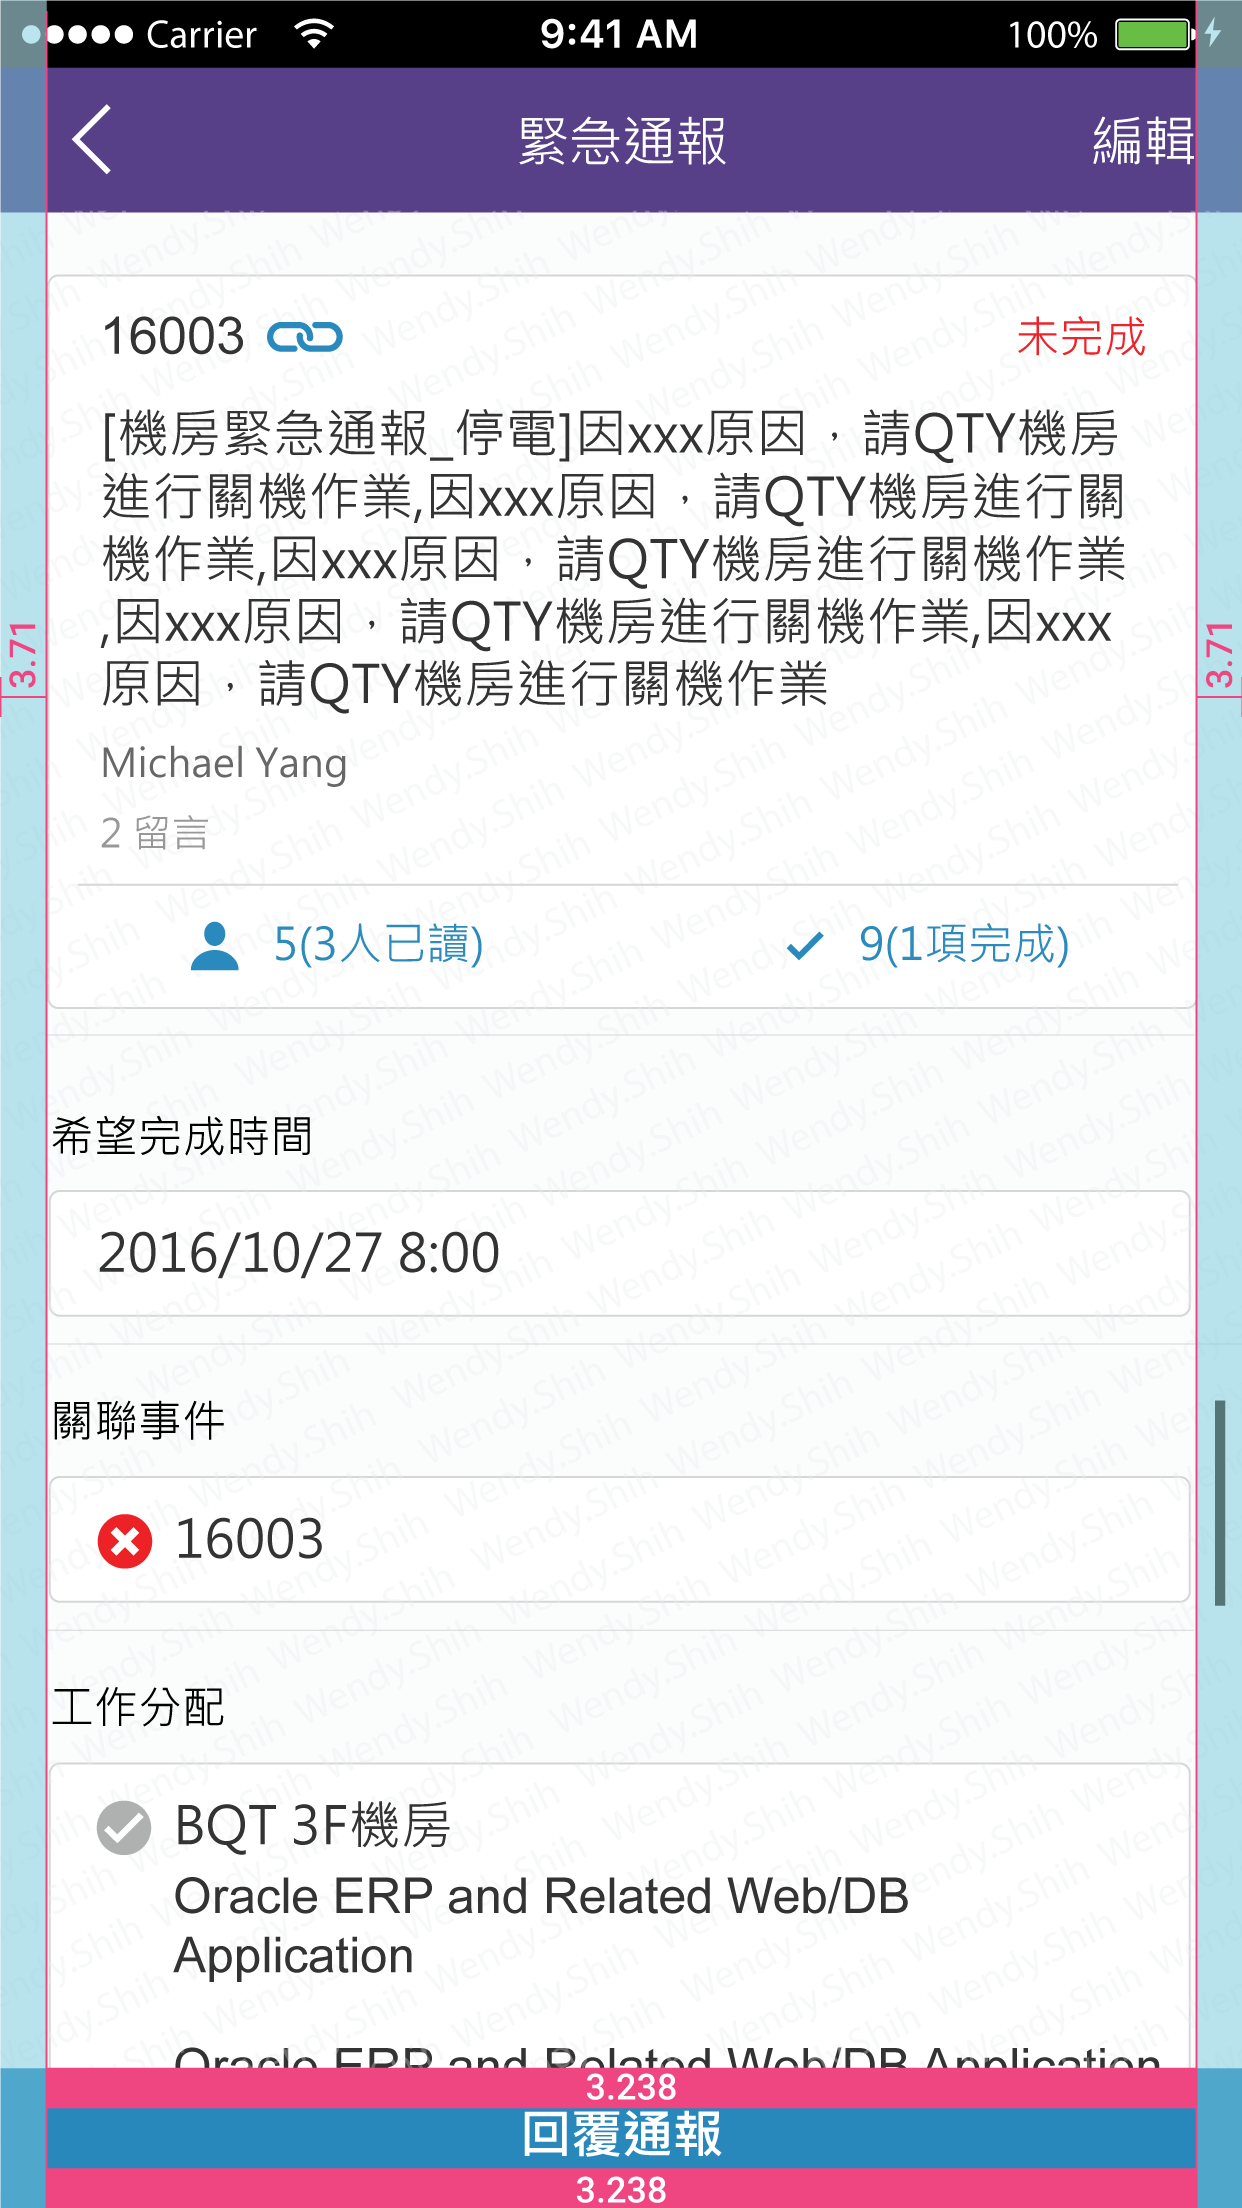 Carrier 9:41 AM 100%
緊急通報 編輯
16003 未完成
[機房緊急通報_停電]因xxx原因，請QTY機房
進行關機作業,因xxx原因，請QTY機房進行關
機作業,因xxx原因，請QTY機房進行關機作業
,因xxx原因，請QTY機房進行關機作業,因xxx
原因，請QTY機房進行關機作業
3.71 3.71
Michael Yang
2 留言
5(3人已讀) 9(1項完成)
希望完成時間
2016/10/27 8:00
關聯事件
16003
工作分配
BQT 3F機房
Oracle ERP and Related Web/DB
Application
Oracle ERP and Related Web/DB Application
3.238
回覆通報
3.238
Wendy.Shih